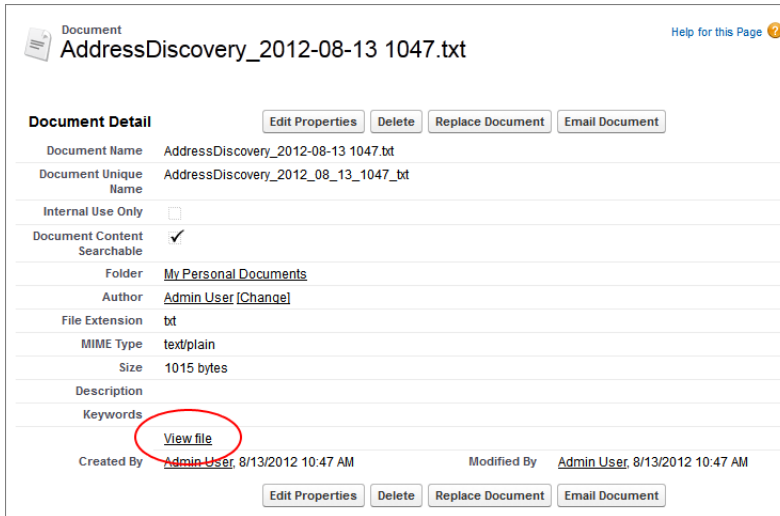 Document
AddressDiscovery_2012-08-13 1047.txt
Help for this Page ?
Document Detail
Edit Properties Delete Replace Document Email Document
Document Name AddressDiscovery_2012-08-13 1047.txt
Document Unique Name AddressDiscovery_2012_08_13_1047_txt
Internal Use Only
Document Content Searchable
Folder My Personal Documents
Author Admin User [Change]
File Extension txt
MIME Type text/plain
Size 1015 bytes
Description
Keywords
View file
Created By Admin User, 8/13/2012 10:47 AM Modified By Admin User, 8/13/2012 10:47 AM
Edit Properties Delete Replace Document Email Document